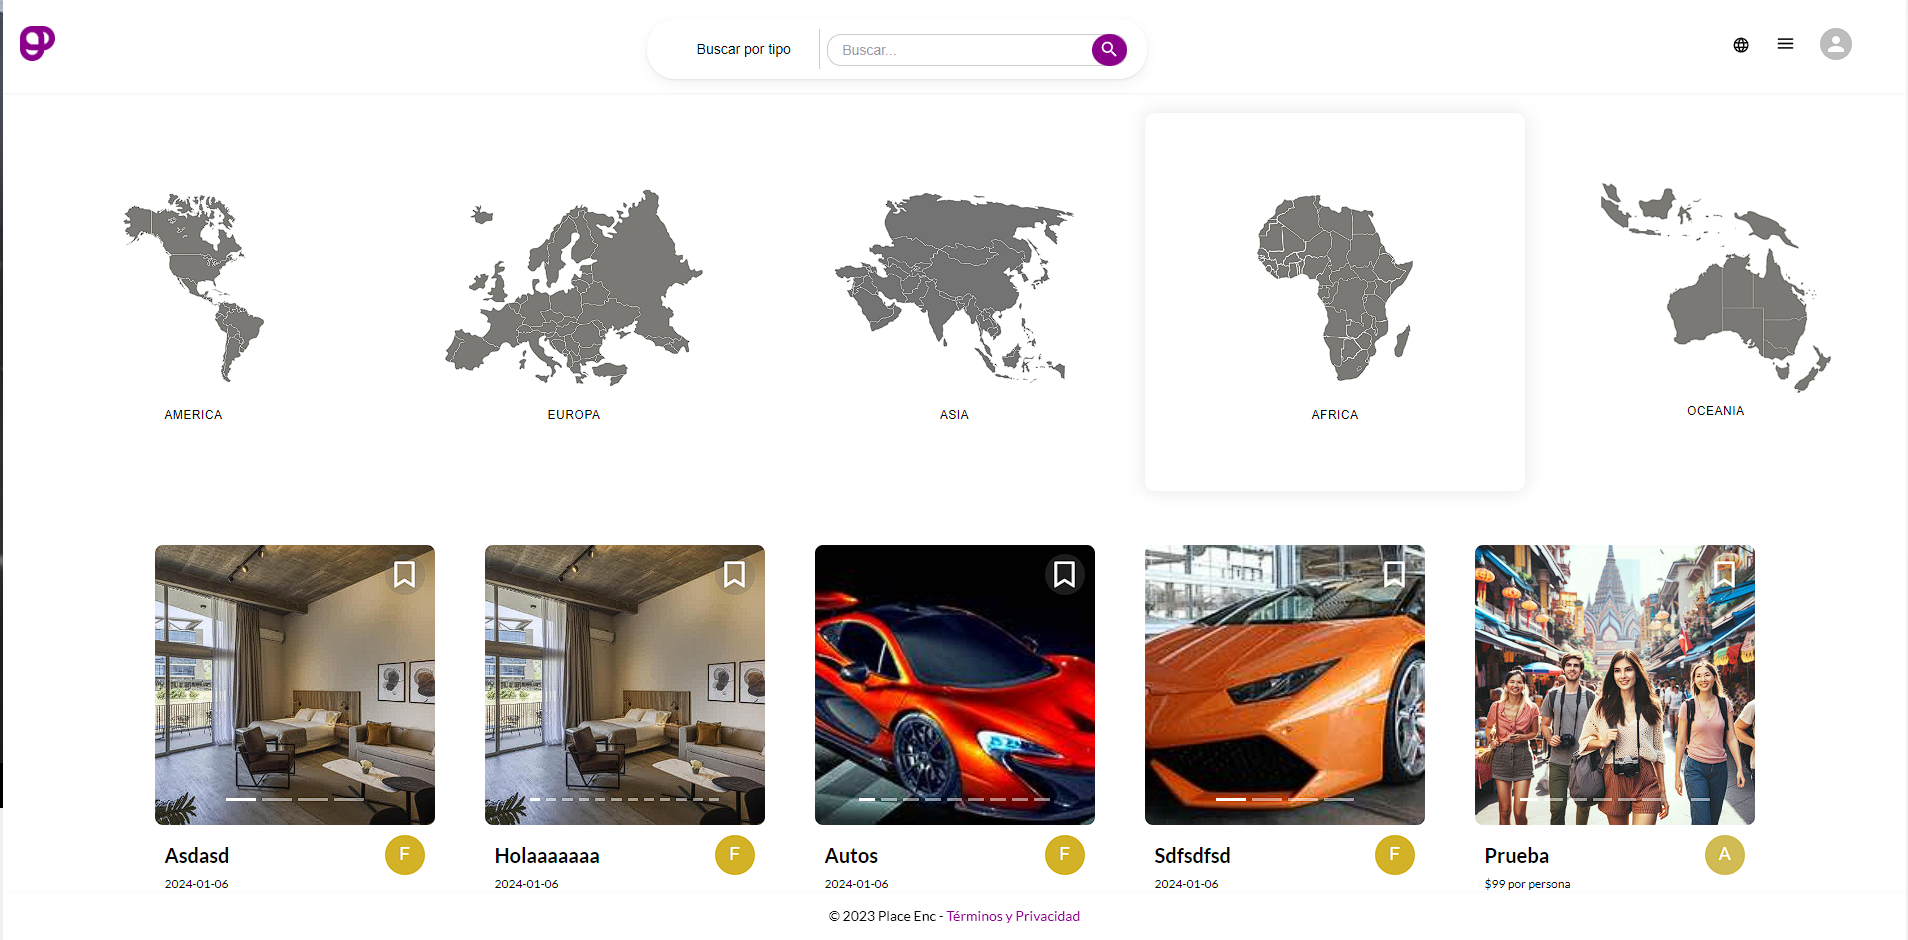 Buscar por tipo
Buscar...
AMERICA
EUROPA
ASIA
AFRICA
OCEANIA
Asdasd
F
2024-01-06
Holaaaaaaa
F
2024-01-06
Autos
F
2024-01-06
Sdfsdfsd
F
2024-01-06
Prueba
A
$99 por persona
© 2023 Place Enc - Términos y Privacidad